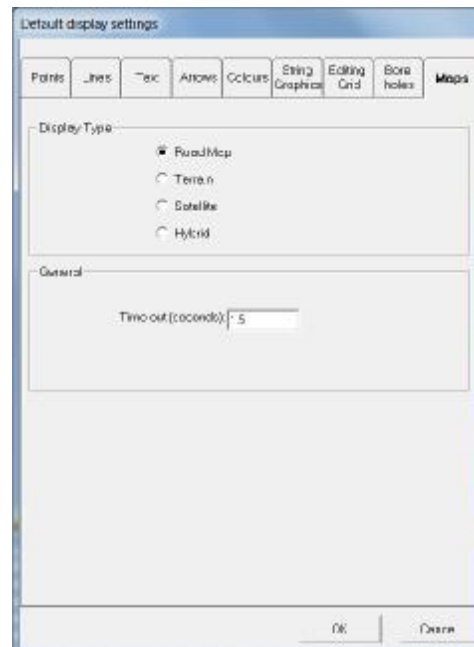 Default display settings
Points Lines Text Arrows Colours String Graphics Editing Grid Bore holes Maps
Display Type
Road Map
Terrain
Satellite
Hybrid
General
Time out (seconds):
OK Cancel